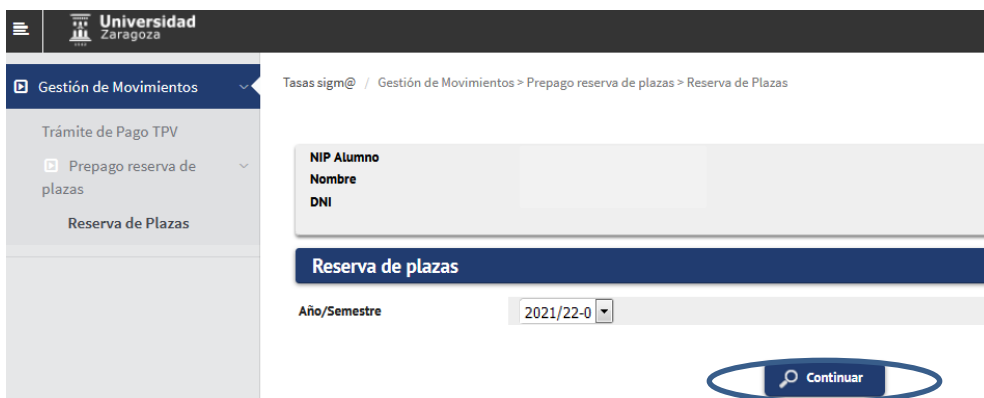 Universidad
Zaragoza
Gestión de Movimientos
Tasas sigm@ / Gestión de Movimientos > Prepago reserva de plazas > Reserva de Plazas
Trámite de Pago TPV
Prepago reserva de
plazas
Reserva de Plazas
NIP Alumno
Nombre
DNI
Reserva de plazas
Año/Semestre 2021/22-0
Continuar